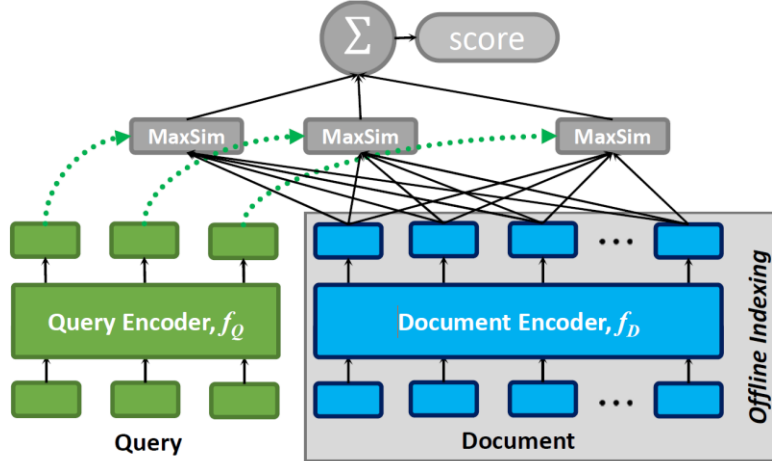 Σ
score
MaxSim
MaxSim
MaxSim
Query Encoder, f_Q
Document Encoder, f_D
Offline Indexing
Query
Document